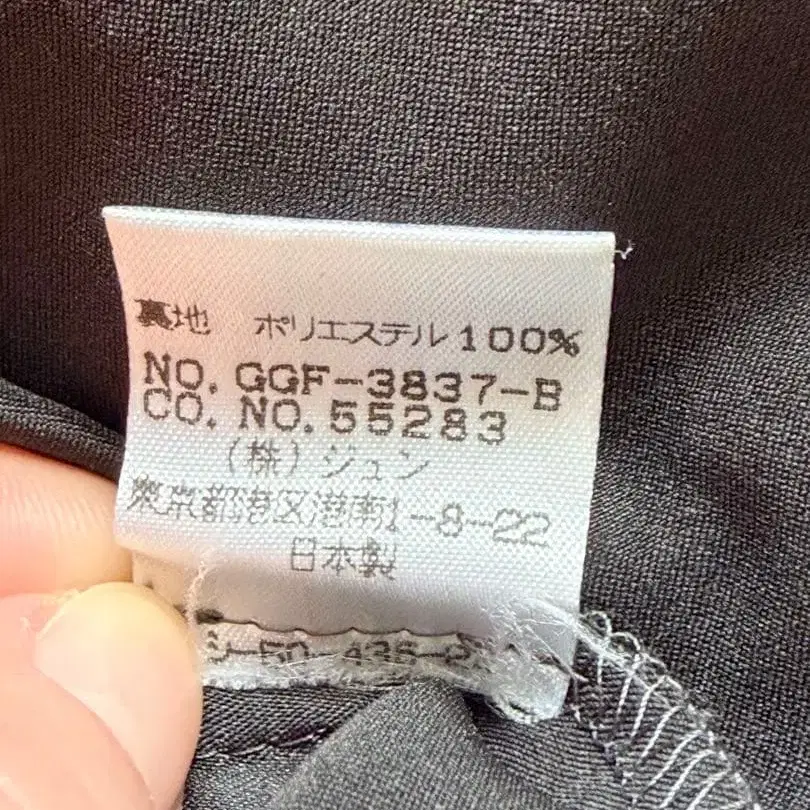 裏地 ポリエステル100%
NO. GGF-3837-B
CO. NO. 55283
(株)ジュン
東京都港区港南1-8-22
日本製